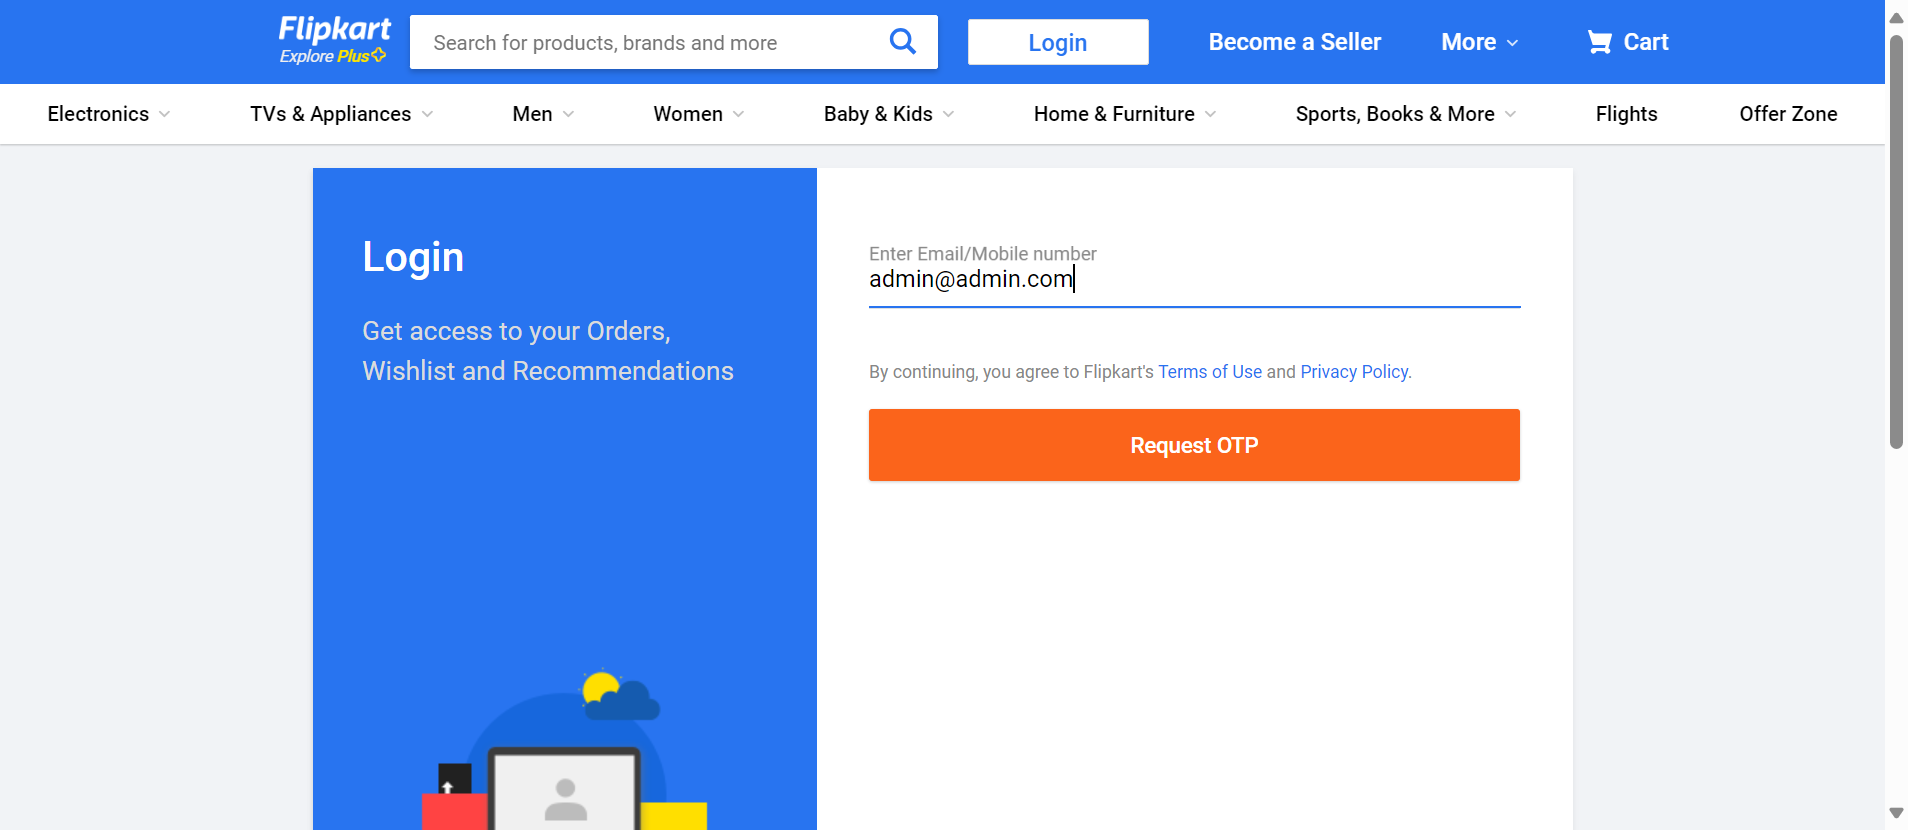 Flipkart
Explore Plus
Search for products, brands and more
Login
Become a Seller
More
Cart
Electronics
TVs & Appliances
Men
Women
Baby & Kids
Home & Furniture
Sports, Books & More
Flights
Offer Zone
Login
Get access to your Orders,
Wishlist and Recommendations
Enter Email/Mobile number
admin@admin.com
By continuing, you agree to Flipkart's Terms of Use and Privacy Policy.
Request OTP